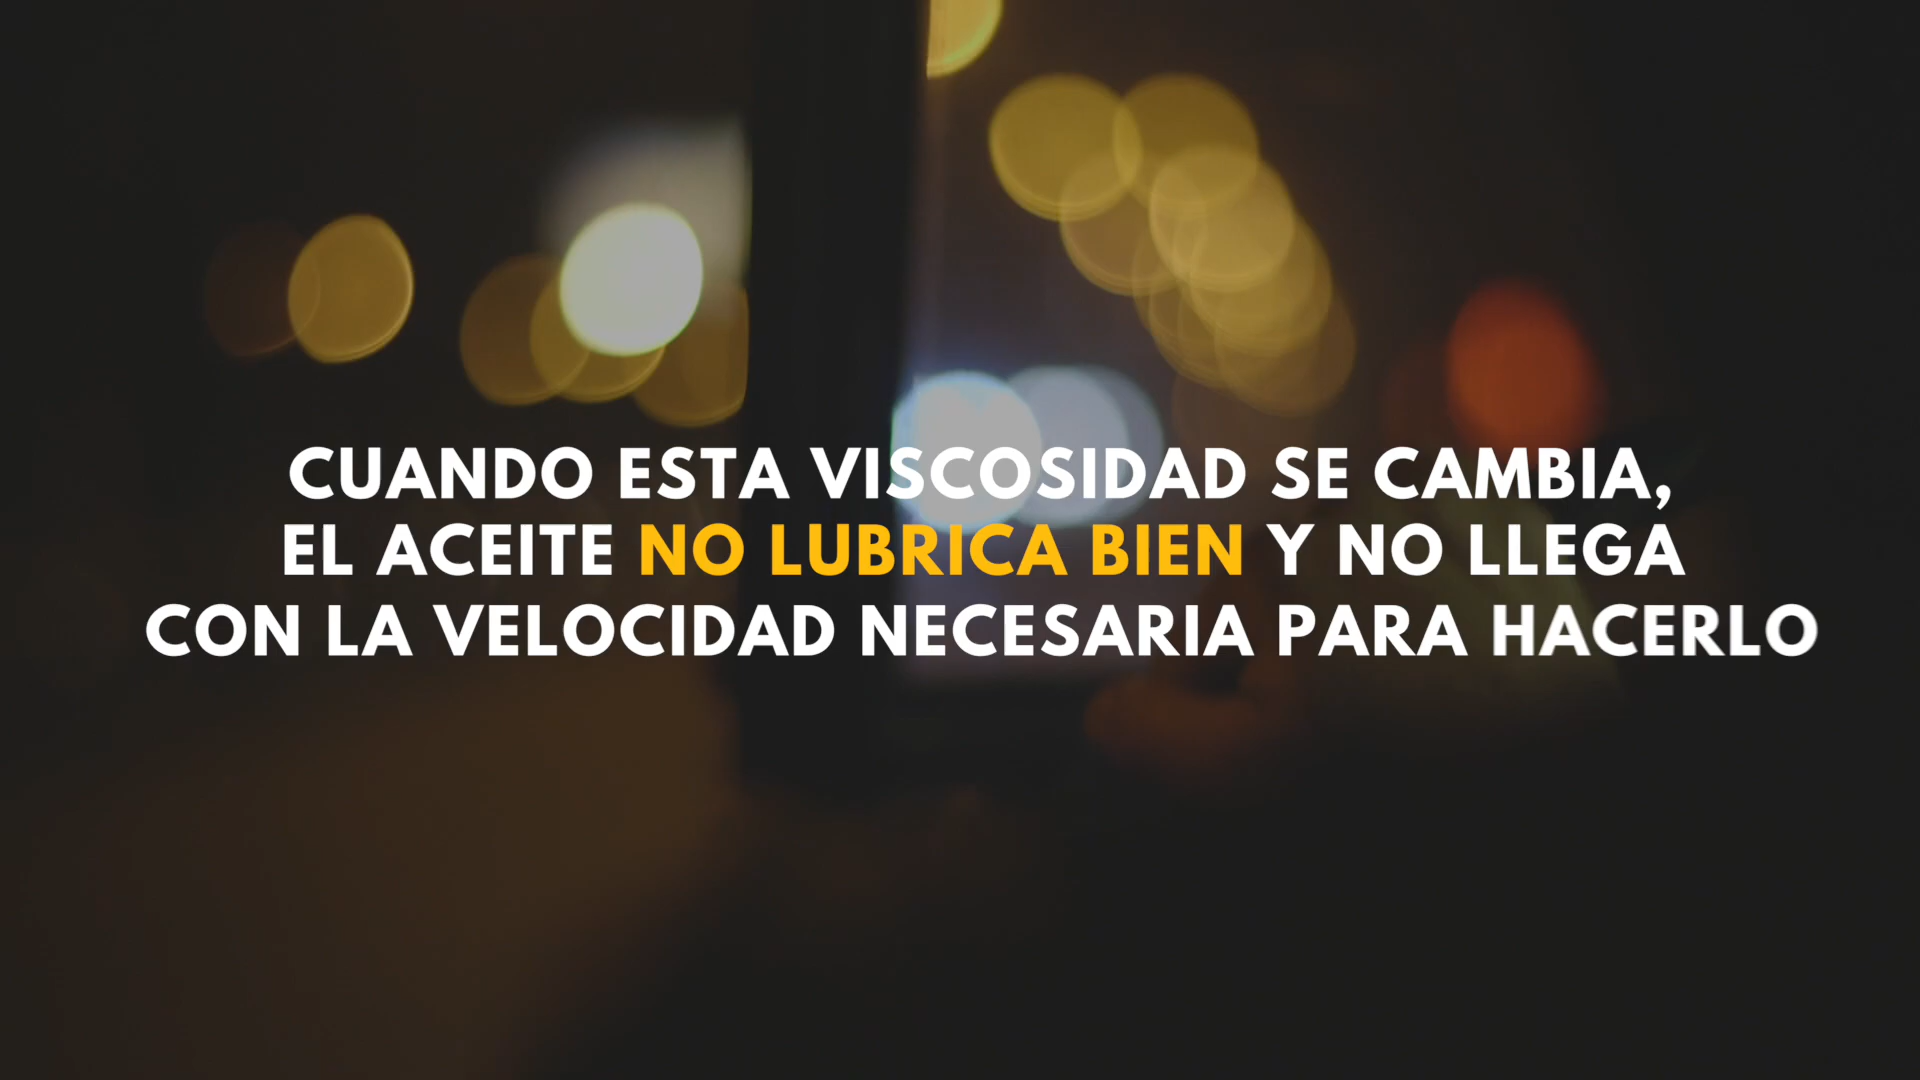 CUANDO ESTA VISCOSIDAD SE CAMBIA,
EL ACEITE NO LUBRICA BIEN Y NO LLEGA
CON LA VELOCIDAD NECESARIA PARA HACERLO